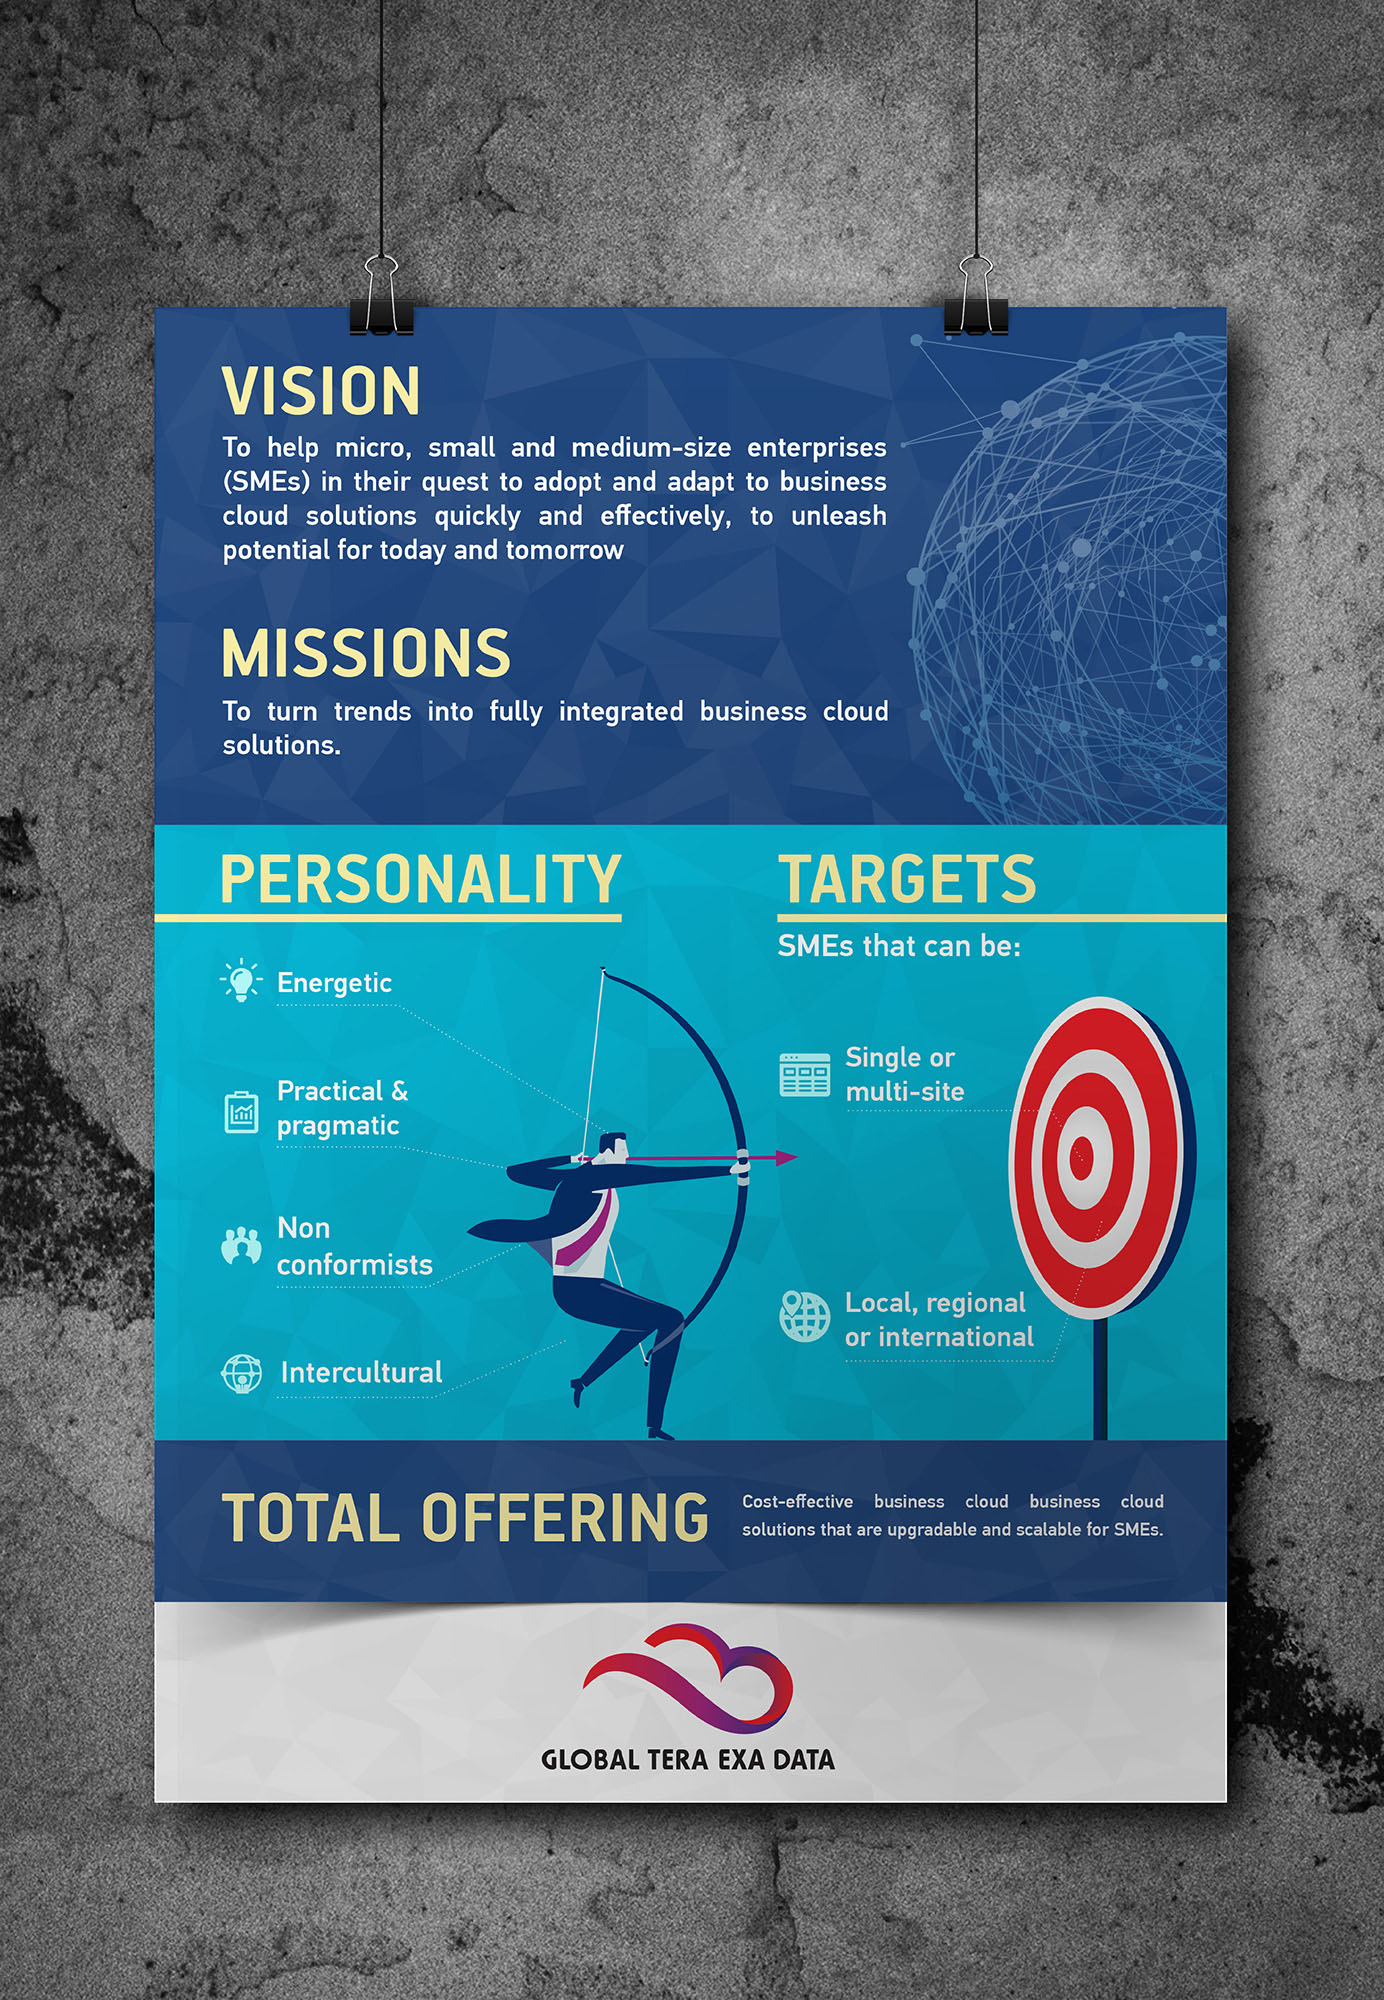 VISION
To help micro, small and medium-size enterprises
(SMEs) in their quest to adopt and adapt to business
cloud solutions quickly and effectively, to unleash
potential for today and tomorrow
MISSIONS
To turn trends into fully integrated business cloud
solutions.
PERSONALITY
Energetic
Practical &
pragmatic
Non
conformists
Intercultural
TARGETS
SMEs that can be:
Single or
multi-site
Local, regional
or international
TOTAL OFFERING
Cost-effective business cloud business cloud
solutions that are upgradable and scalable for SMEs.
GLOBAL TERA EXA DATA